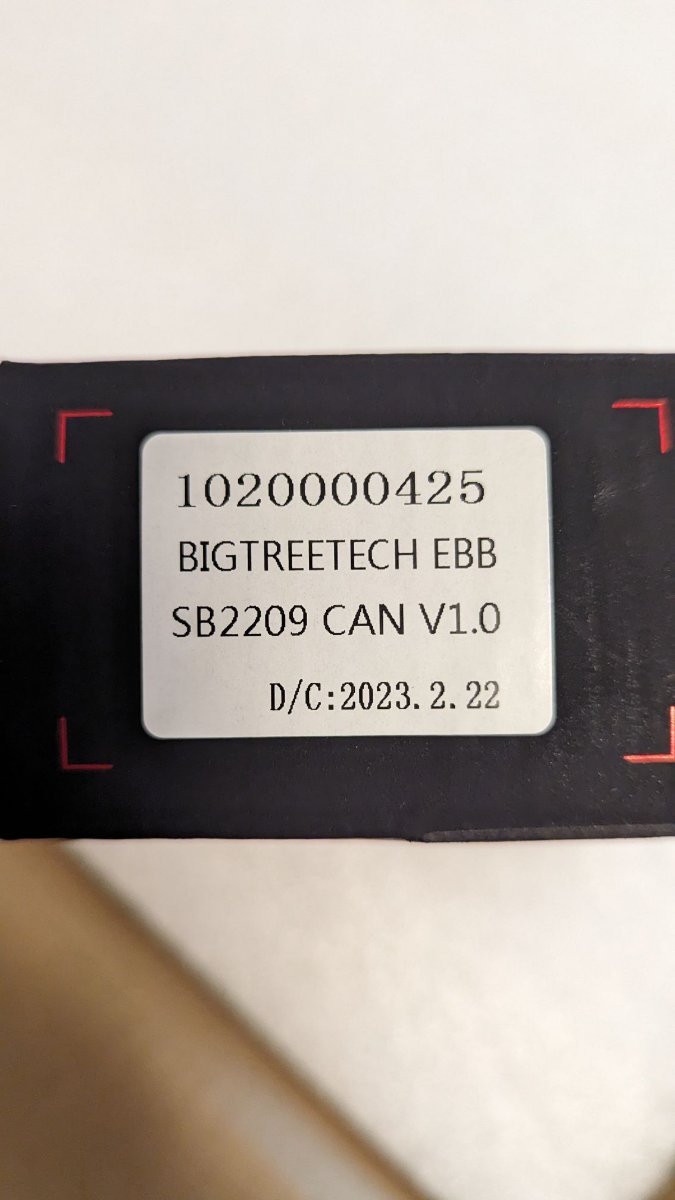 1020000425
BIGTREETECH EBB
SB2209 CAN V1.0
D/C:2023.2.22